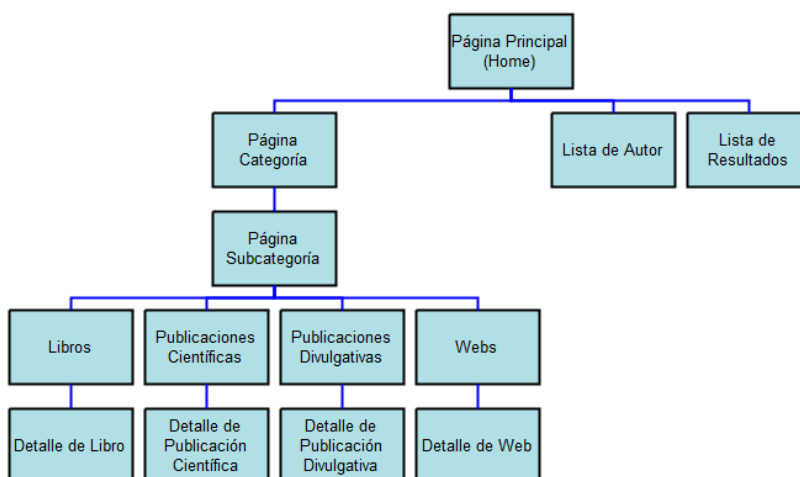 Página Principal
(Home)
Página
Categoría
Lista de Autor
Lista de
Resultados
Página
Subcategoría
Libros
Publicaciones
Científicas
Publicaciones
Divulgativas
Webs
Detalle de Libro
Detalle de
Publicación
Científica
Detalle de
Publicación
Divulgativa
Detalle de Web